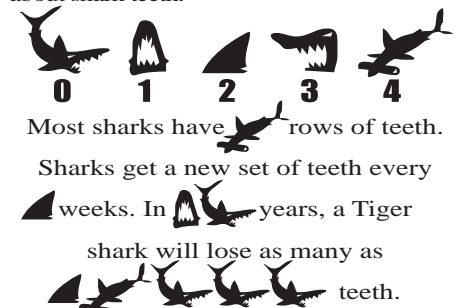 about shark teeth.
0 1 2 3 4
Most sharks have rows of teeth.
Sharks get a new set of teeth every
weeks. In years, a Tiger
shark will lose as many as
teeth.